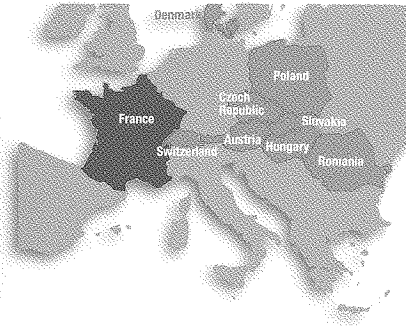 Denmark
Poland
Czech
Republic
France
Slovakia
Austria
Switzerland
Hungary
Romania